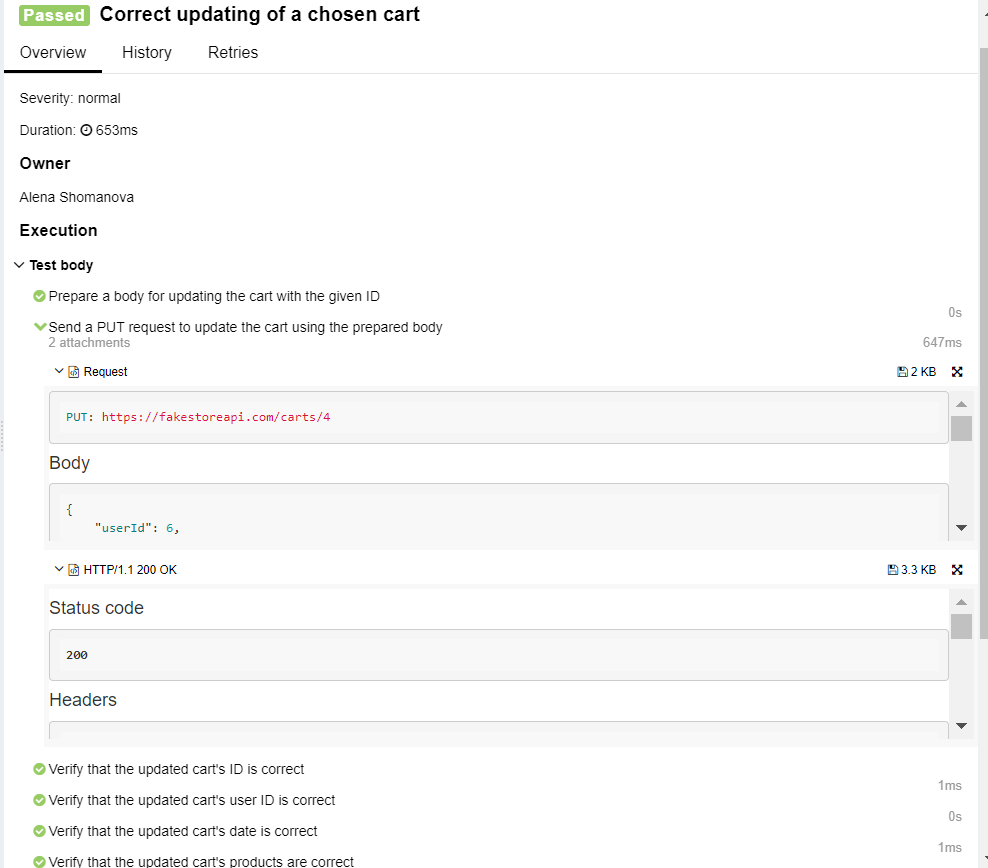 Passed Correct updating of a chosen cart
Overview History Retries
Severity: normal
Duration: 653ms
Owner
Alena Shomanova
Execution
Test body
Prepare a body for updating the cart with the given ID
0s
Send a PUT request to update the cart using the prepared body
2 attachments 647ms
Request 2 KB
PUT: https://fakestoreapi.com/carts/4
Body
{
"userId": 6,
HTTP/1.1 200 OK 3.3 KB
Status code
200
Headers
Verify that the updated cart's ID is correct
1ms
Verify that the updated cart's user ID is correct
0s
Verify that the updated cart's date is correct
1ms
Verify that the updated cart's products are correct